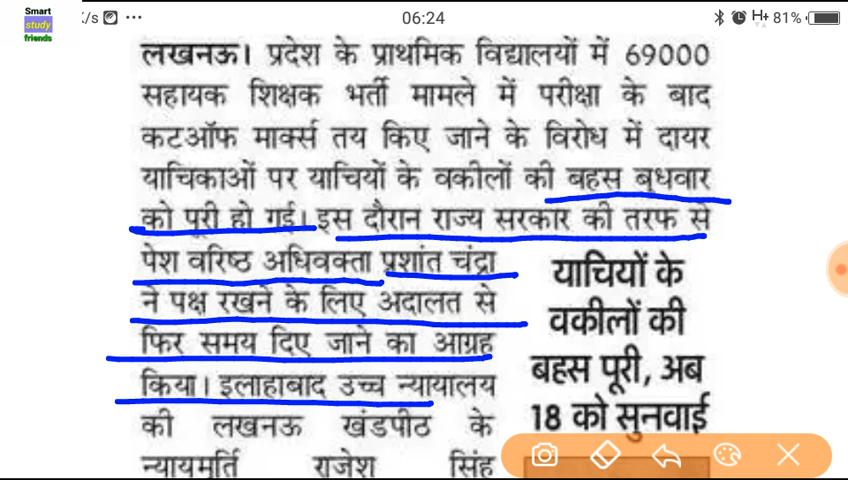 Smart
study
friends
K/s
06:24
H+ 81%
लखनऊ। प्रदेश के प्राथमिक विद्यालयों में 69000
सहायक शिक्षक भर्ती मामले में परीक्षा के बाद
कटऑफ मार्क्स तय किए जाने के विरोध में दायर
याचिकाओं पर याचियों के वकीलों की बहस बुधवार
को पूरी हो गई। इस दौरान राज्य सरकार की तरफ से
पेश वरिष्ठ अधिवक्ता प्रशांत चंद्रा
ने पक्ष रखने के लिए अदालत से
फिर समय दिए जाने का आग्रह
किया। इलाहाबाद उच्च न्यायालय
की लखनऊ खंडपीठ के
न्यायमूर्ति राजेश सिंह
याचियों के
वकीलों की
बहस पूरी, अब
18 को सुनवाई